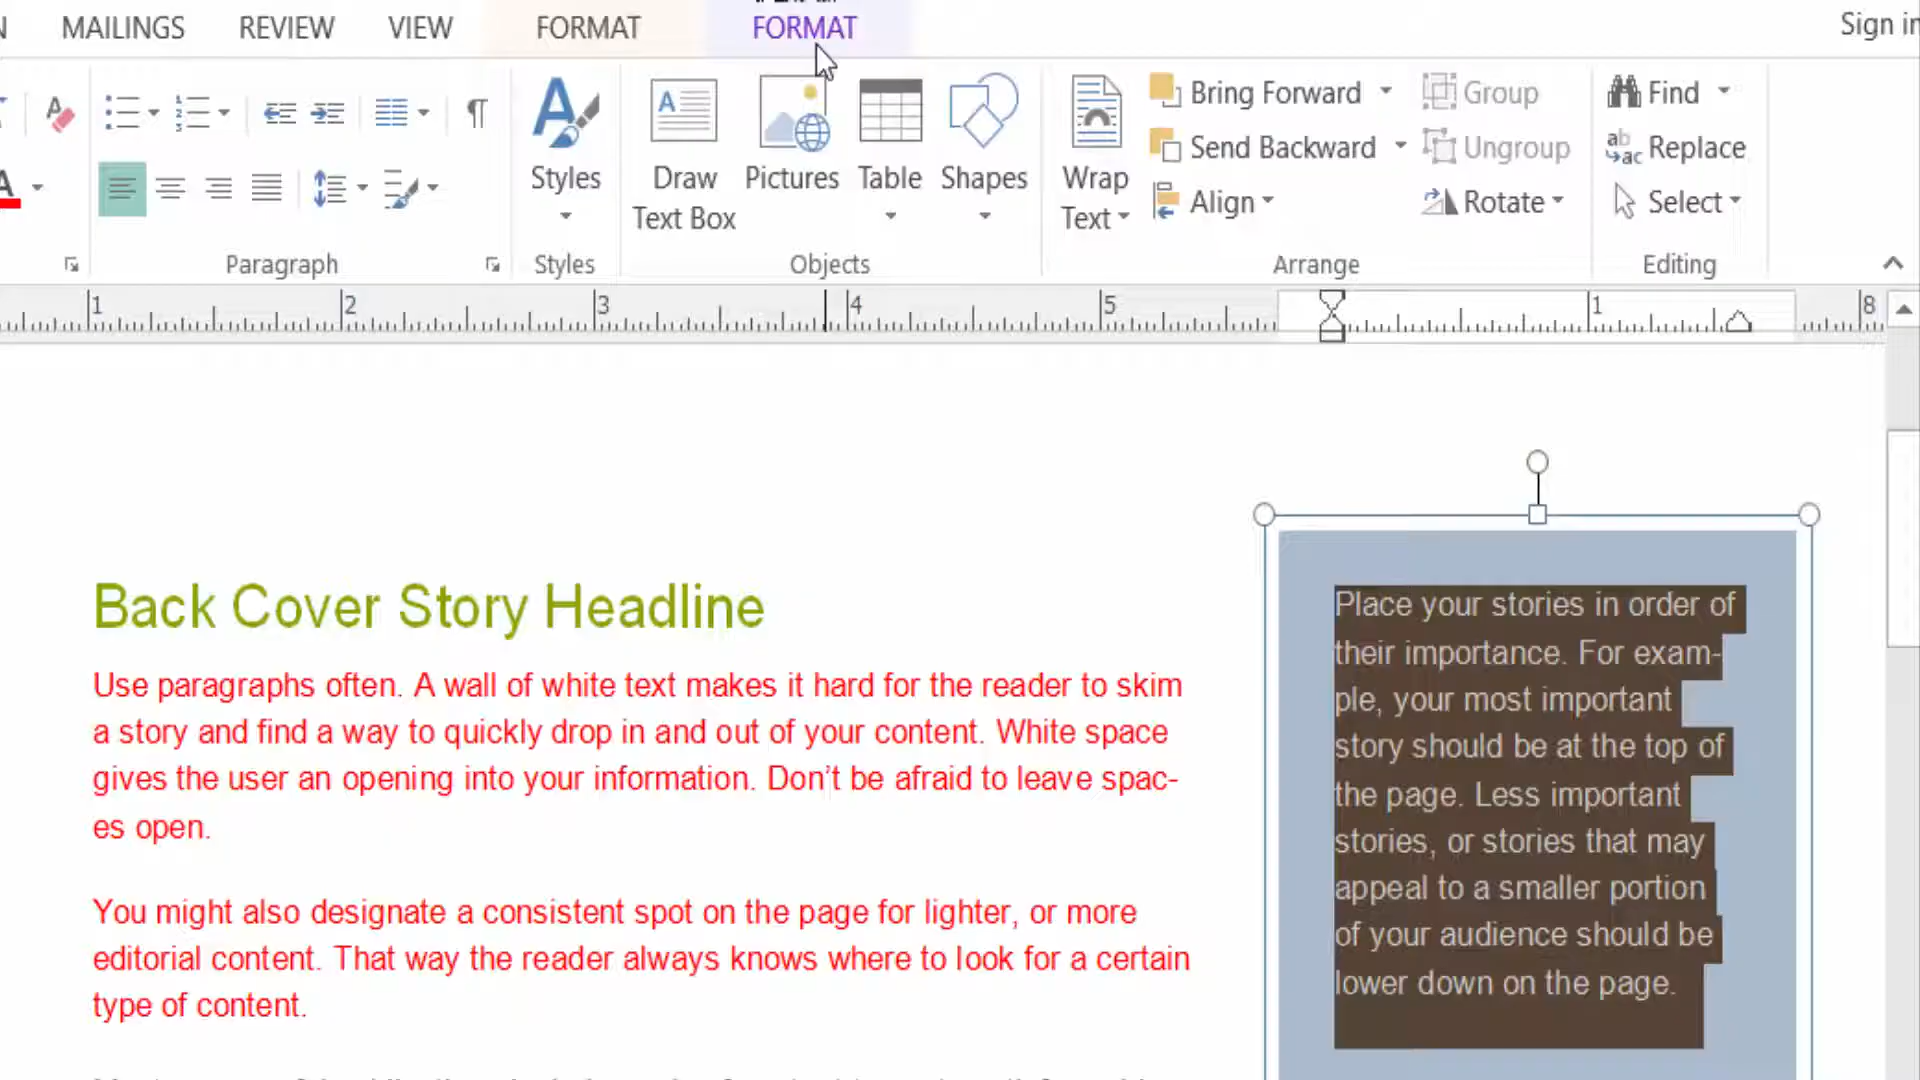 MAILINGS REVIEW VIEW FORMAT FORMAT
Sign in
Bring Forward Group Find
Send Backward Ungroup Replace
Styles Draw Text Box Pictures Table Shapes Wrap Text
Align Rotate Select
Paragraph Styles Objects Arrange Editing
1 2 3 4 5 1 8
Back Cover Story Headline
Use paragraphs often. A wall of white text makes it hard for the reader to skim
a story and find a way to quickly drop in and out of your content. White space
gives the user an opening into your information. Don’t be afraid to leave spac-
es open.
You might also designate a consistent spot on the page for lighter, or more
editorial content. That way the reader always knows where to look for a certain
type of content.
Place your stories in order of
their importance. For exam-
ple, your most important
story should be at the top of
the page. Less important
stories, or stories that may
appeal to a smaller portion
of your audience should be
lower down on the page.